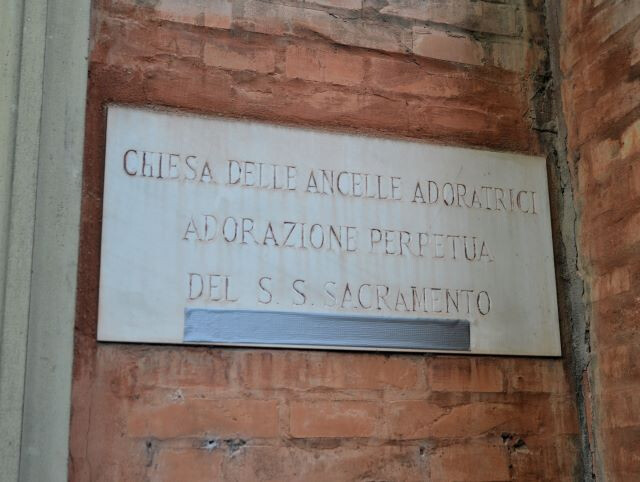 CHIESA DELLE ANCELLE ADORATRICI
ADORAZIONE PERPETUA
DEL S. S. SACRAMENTO